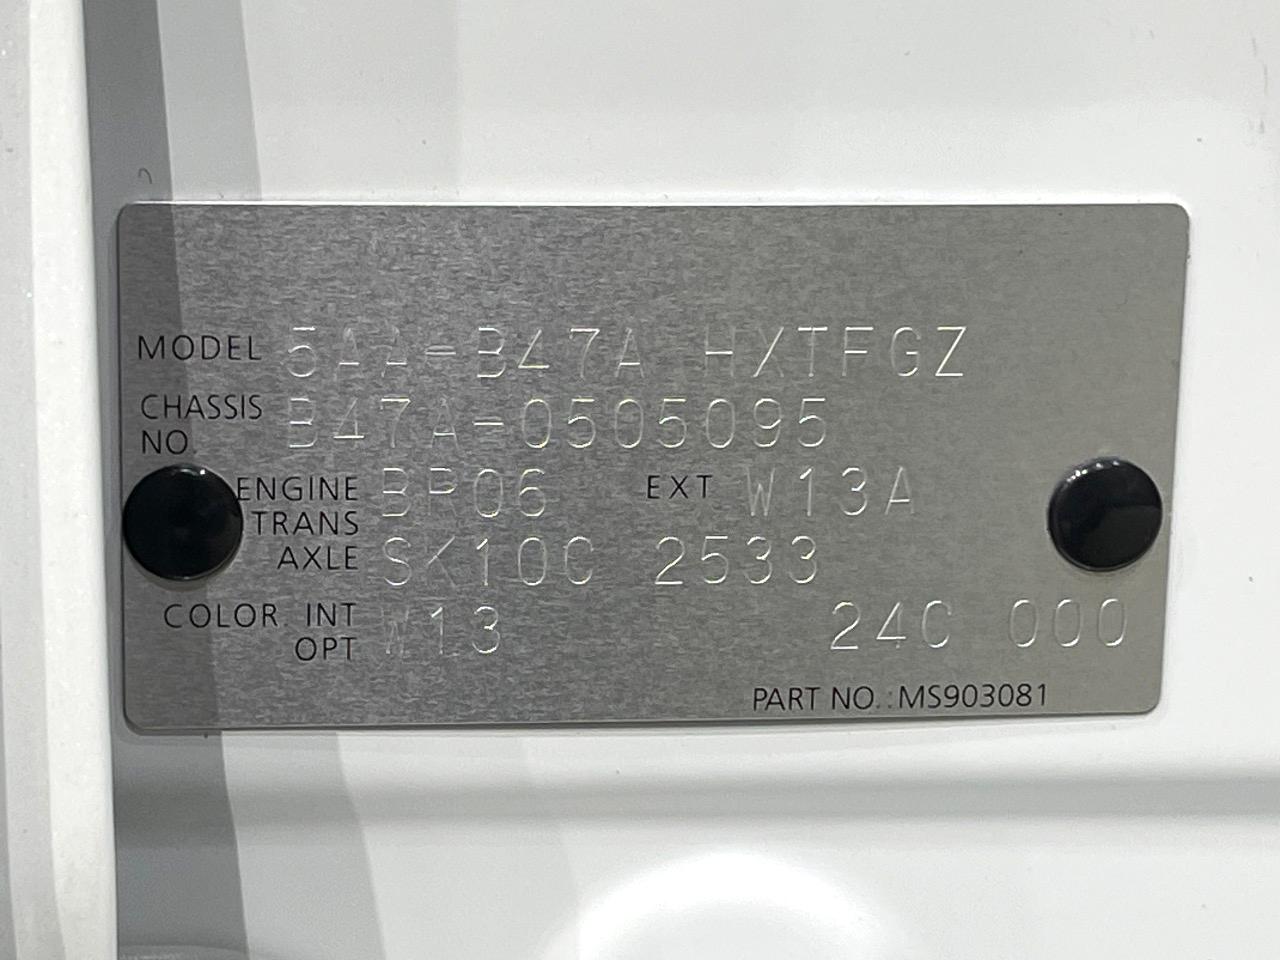 MODEL 5AA-B47A HXTFGZ
CHASSIS
NO. B47A-0505095
ENGINE BR06 EXT W13A
TRANS
AXLE SK10C 2533
COLOR. INT W13 24C 000
OPT
PART NO.:MS903081